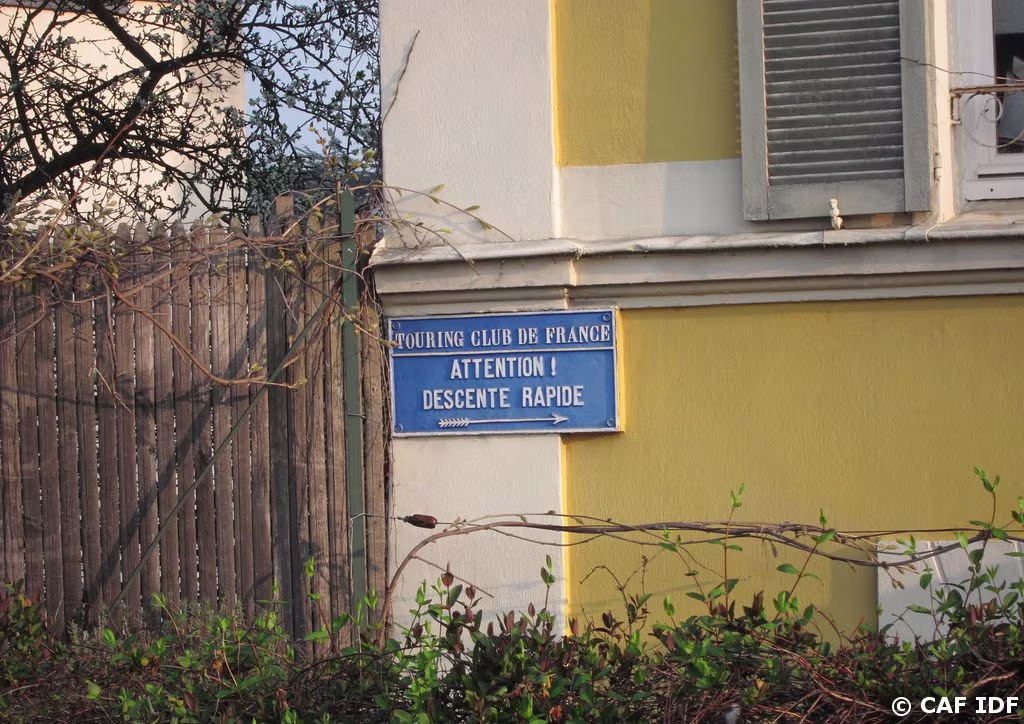 TOURING CLUB DE FRANCE
ATTENTION !
DESCENTE RAPIDE
© CAF IDF